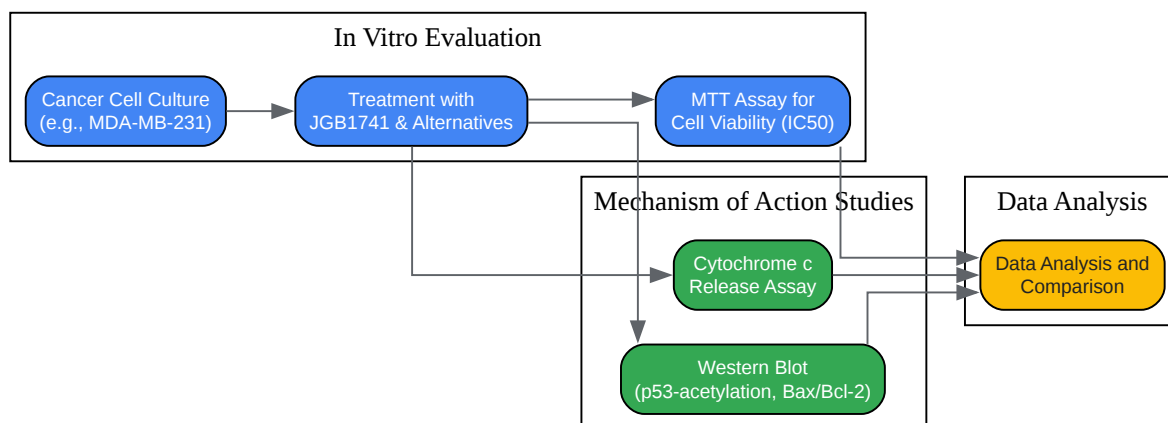 In Vitro Evaluation
Cancer Cell Culture
(e.g., MDA-MB-231)
Treatment with
JGB1741 & Alternatives
MTT Assay for
Cell Viability (IC50)
Mechanism of Action Studies
Cytochrome c
Release Assay
Western Blot
(p53-acetylation, Bax/Bcl-2)
Data Analysis
Data Analysis and
Comparison